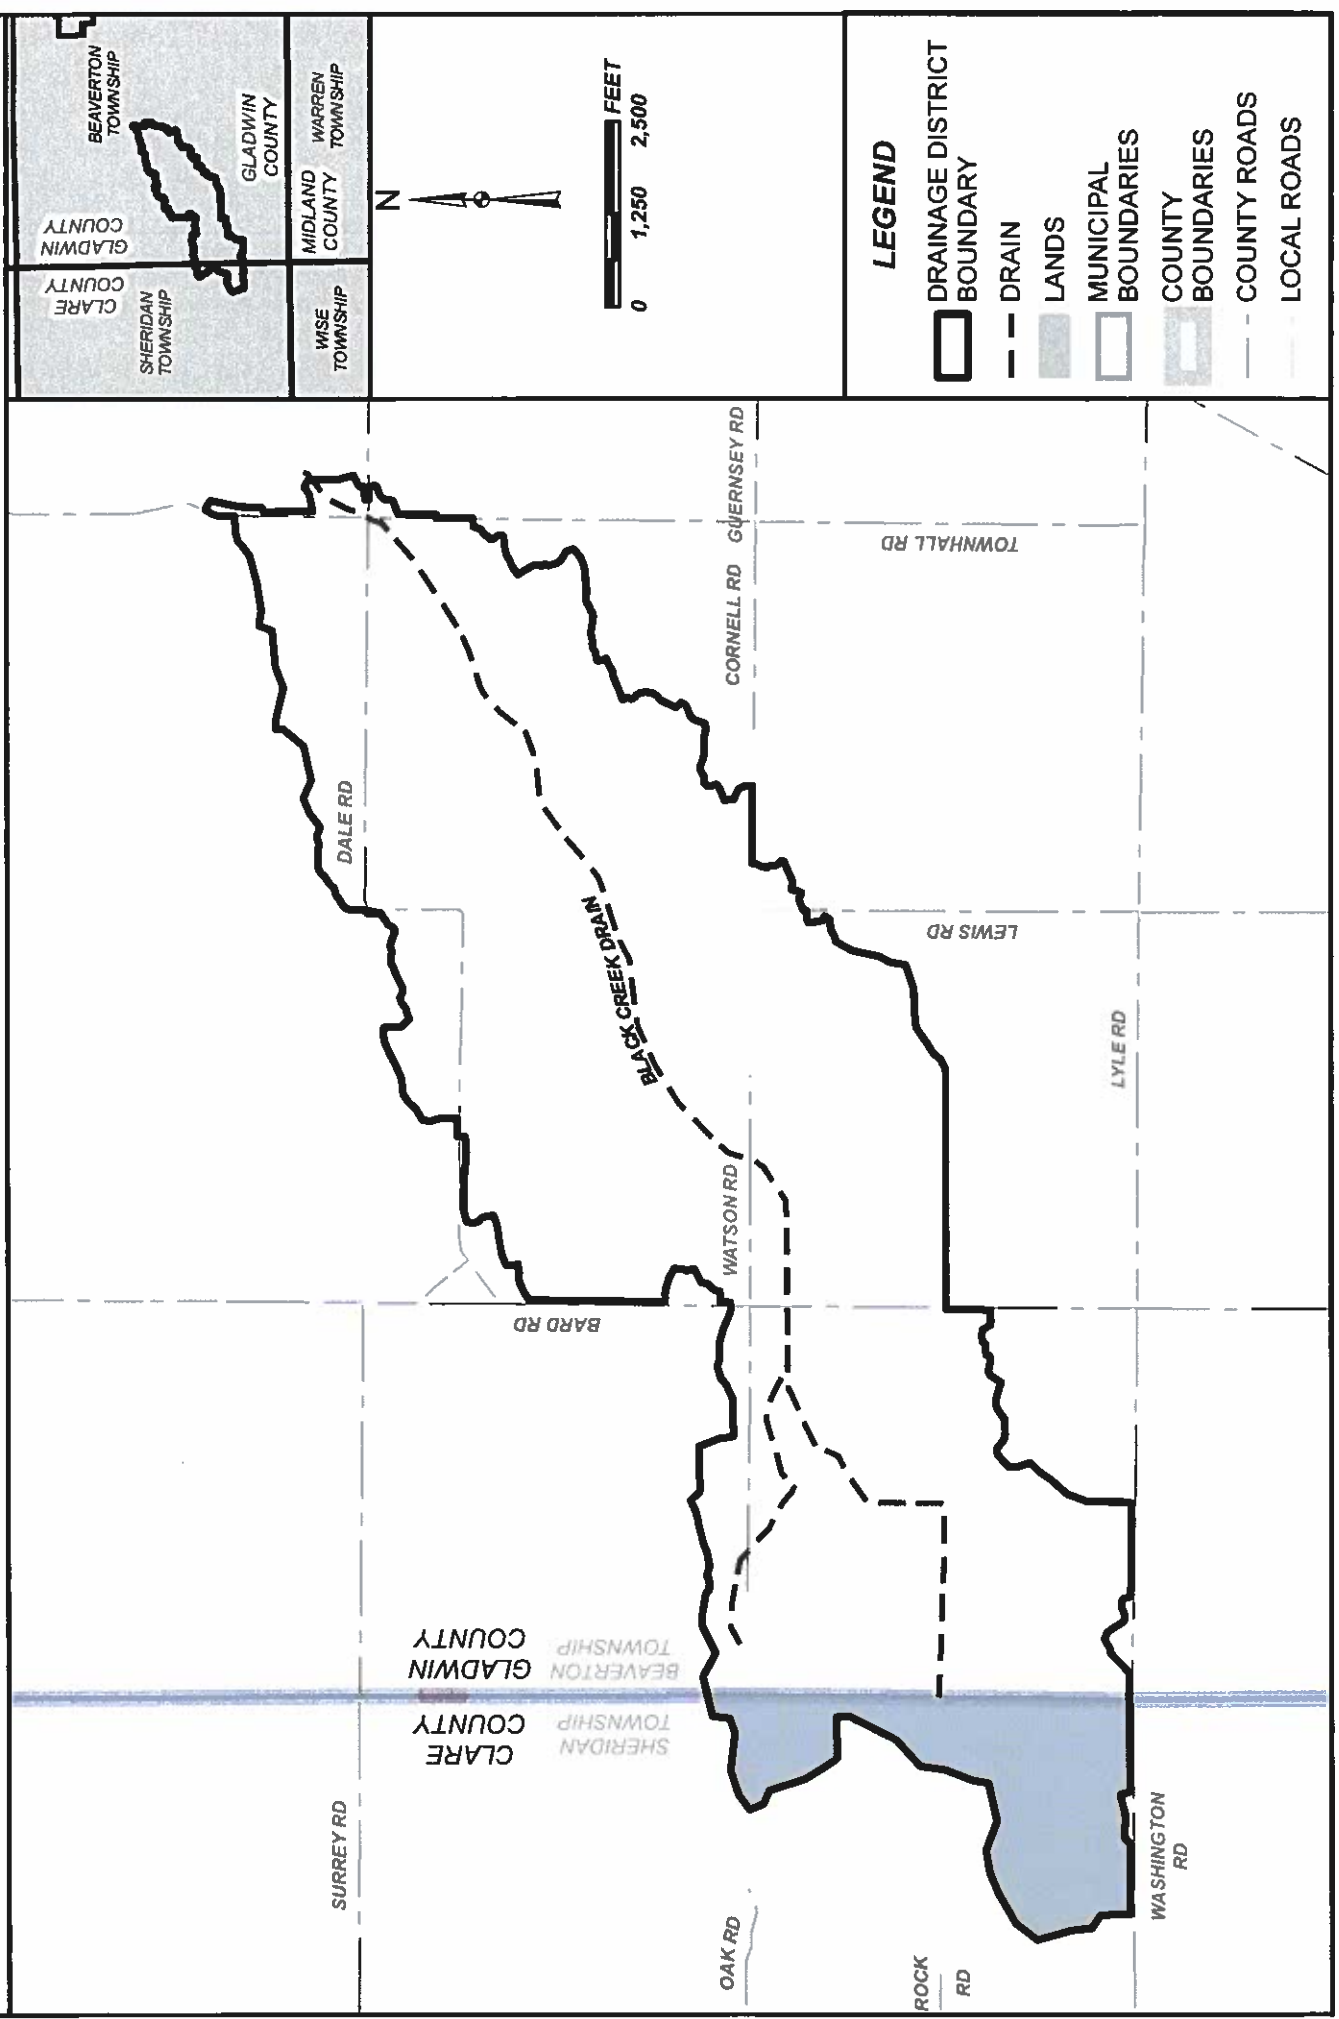 BEAVERTON
TOWNSHIP
GLADWIN
COUNTY
CLARE
COUNTY
GLADWIN
COUNTY
SHERIDAN
TOWNSHIP
WISE
TOWNSHIP
MIDLAND
COUNTY
WARREN
TOWNSHIP
N
0 1,250 2,500
FEET
LEGEND
DRAINAGE DISTRICT
BOUNDARY
DRAIN
LANDS
MUNICIPAL
BOUNDARIES
COUNTY
BOUNDARIES
COUNTY ROADS
LOCAL ROADS
SURREY RD
DALE RD
CLARE
COUNTY
GLADWIN
COUNTY
SHERIDAN
TOWNSHIP
BEAVERTON
TOWNSHIP
BARD RD
BLACK CREEK DRAIN
OAK RD
WATSON RD
CORNELL RD
GUERNSEY RD
TOWNHALL RD
LEWIS RD
ROCK
RD
LYLE RD
WASHINGTON
RD